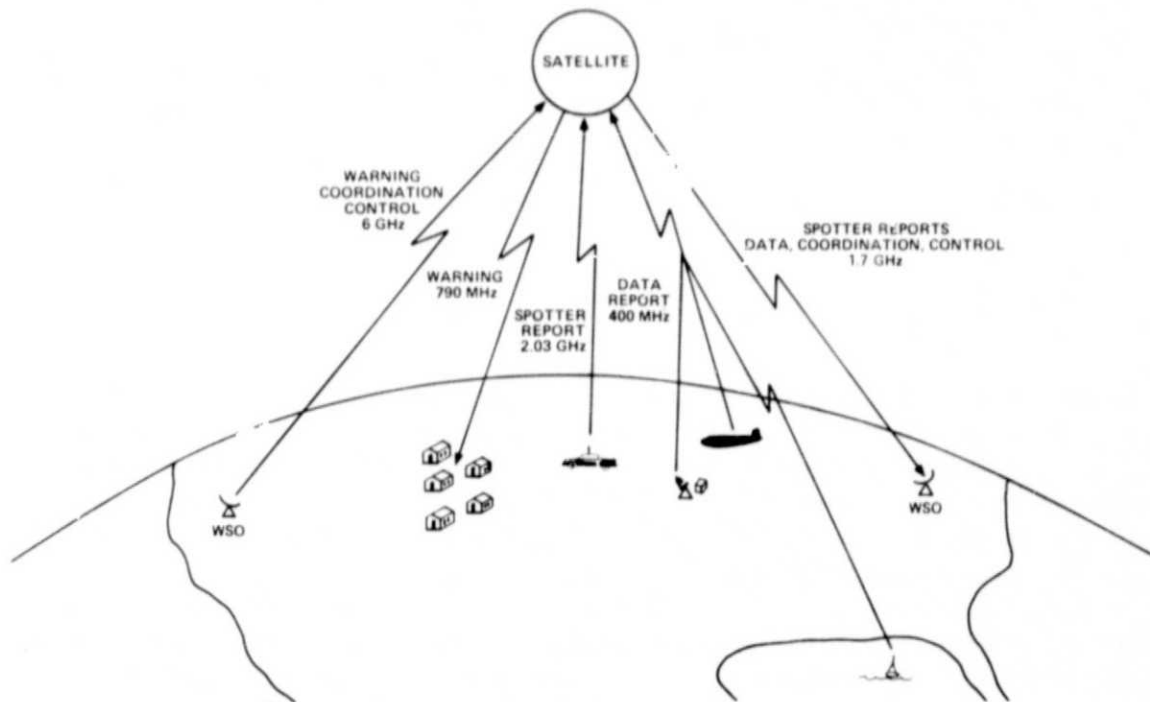 SATELLITE
WARNING
COORDINATION
CONTROL
6 GHz
WARNING
790 MHz
SPOTTER
REPORT
2.03 GHz
DATA
REPORT
400 MHz
SPOTTER REPORTS
DATA, COORDINATION, CONTROL
1.7 GHz
WSO
WSO